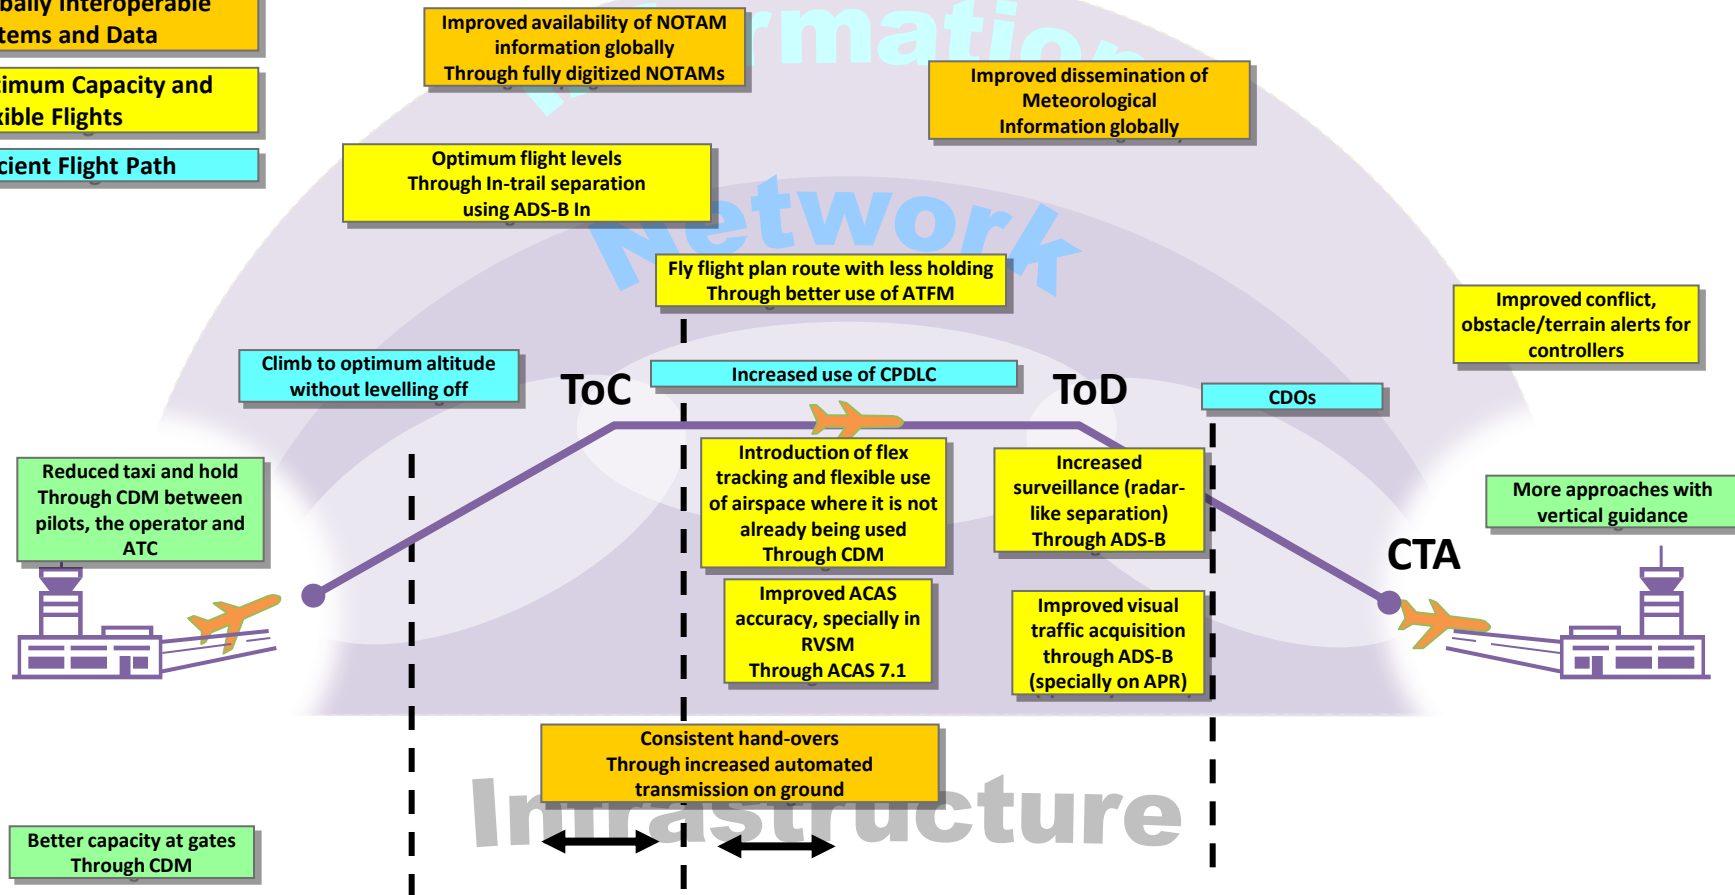 bally Interoperable
tems and Data
timum Capacity and
xible Flights
cient Flight Path
Improved availability of NOTAM
information globally
Through fully digitized NOTAMs
Improved dissemination of
Meteorological
Information globally
Optimum flight levels
Through In-trail separation
using ADS-B In
Network
Fly flight plan route with less holding
Through better use of ATFM
Improved conflict,
obstacle/terrain alerts for
controllers
Climb to optimum altitude
without levelling off
ToC
Increased use of CPDLC
ToD
CDOs
Reduced taxi and hold
Through CDM between
pilots, the operator and
ATC
Introduction of flex
tracking and flexible use
of airspace where it is not
already being used
Through CDM
Increased
surveillance (radar-
like separation)
Through ADS-B
More approaches with
vertical guidance
CTA
Improved ACAS
accuracy, specially in
RVSM
Through ACAS 7.1
Improved visual
traffic acquisition
through ADS-B
(specially on APR)
Consistent hand-overs
Through increased automated
transmission on ground
Infrastructure
Better capacity at gates
Through CDM